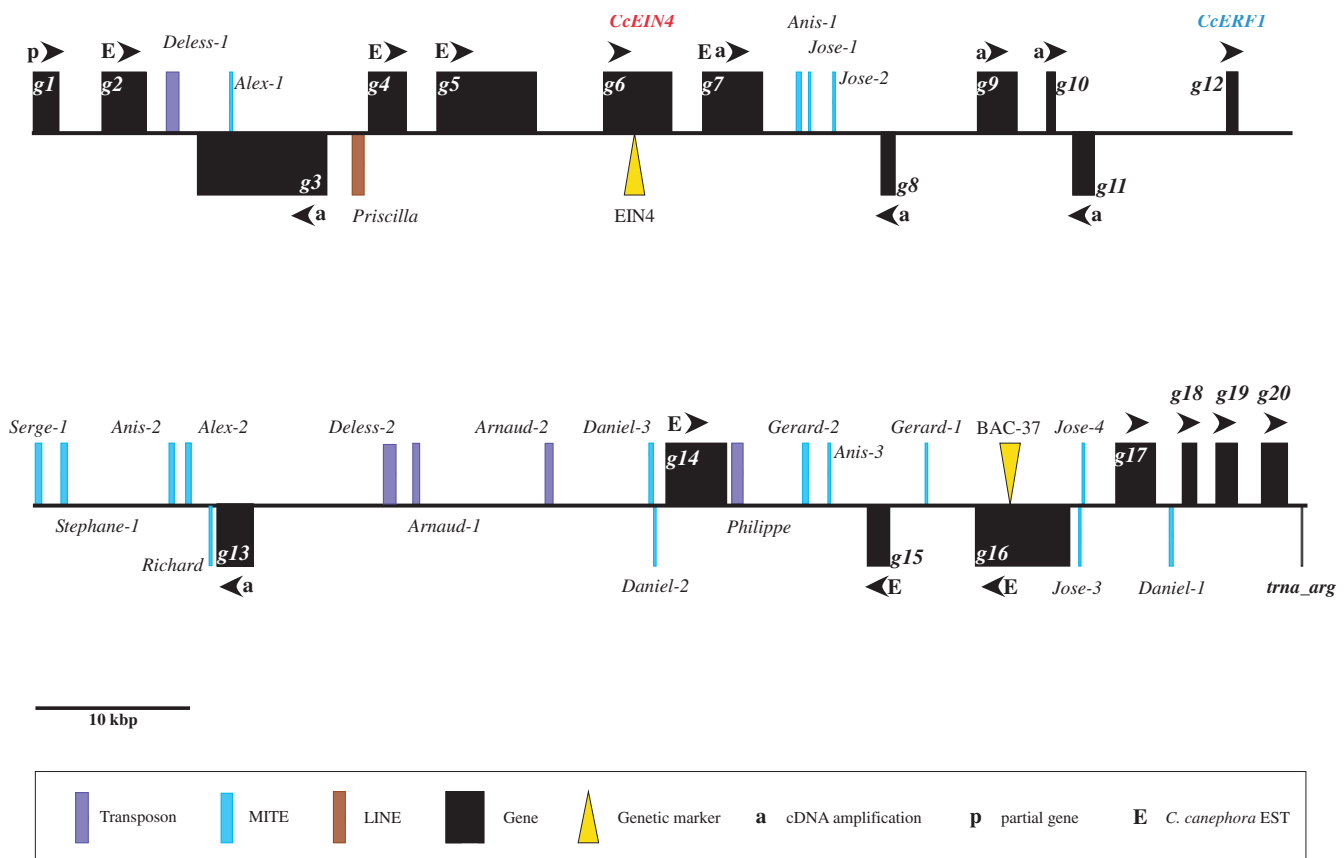 CcEIN4 Anis-1 CcERF1
p E Deless-1 E E E a Jose-1 a a
g1 g2 Alex-1 g4 g5 g6 g7 Jose-2 g9 g10 g12
g3 g8 g11
a Priscilla EIN4 a a
g18 g19 g20
Serge-1 Anis-2 Alex-2 Deless-2 Arnaud-2 Daniel-3 E Gerard-2 Gerard-1 BAC-37 Jose-4
g14 Anis-3 g17
Stephane-1 Arnaud-1 Philippe
Richard g13 g15 g16
a Daniel-2 E E Jose-3 Daniel-1 trna_arg
10 kbp
Transposon MITE LINE Gene Genetic marker a cDNA amplification p partial gene E C. canephora EST